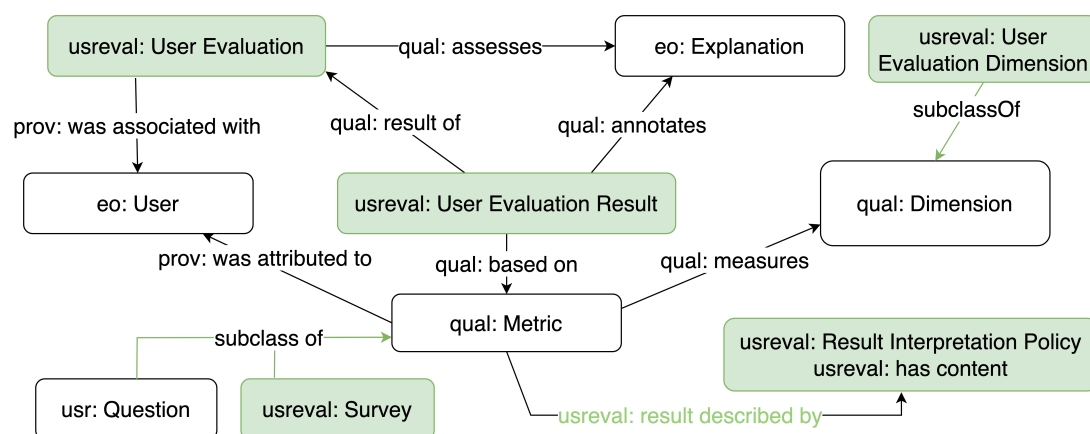 usreval: User Evaluation
qual: assesses
eo: Explanation
usreval: User
Evaluation Dimension
subclassOf
prov: was associated with
qual: result of
qual: annotates
eo: User
usreval: User Evaluation Result
qual: Dimension
prov: was attributed to
qual: based on
qual: measures
qual: Metric
subclass of
usreval: Result Interpretation Policy
usreval: has content
usr: Question
usreval: Survey
usreval: result described by